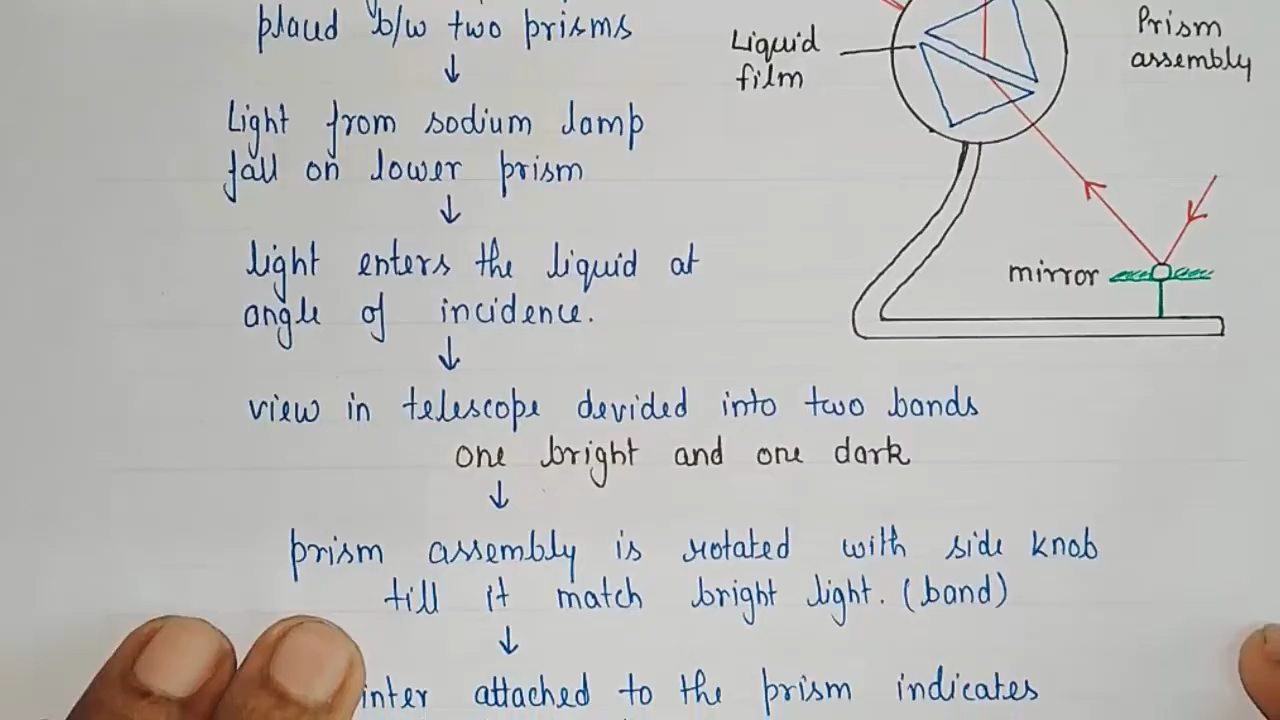 placed b/w two prisms
↓
Light from sodium lamp
fall on lower prism
↓
light enters the liquid at
angle of incidence.
↓
view in telescope devided into two bands
one bright and one dark
↓
prism assembly is rotated with side knob
till it match bright light. (band)
↓
inter attached to the prism indicates
Liquid
film
Prism
assembly
mirror